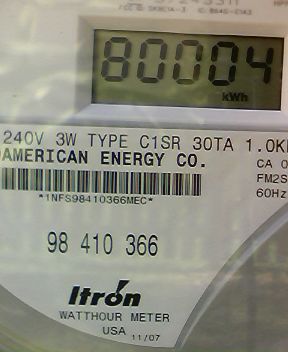 80004
kWh
240V 3W TYPE C1SR 30TA 1.0K
AMERICAN ENERGY CO.
CA
FM2S
60Hz
*1NFS98410366MEC*
98 410 366
Itrón
WATTHOUR METER
USA 11/07